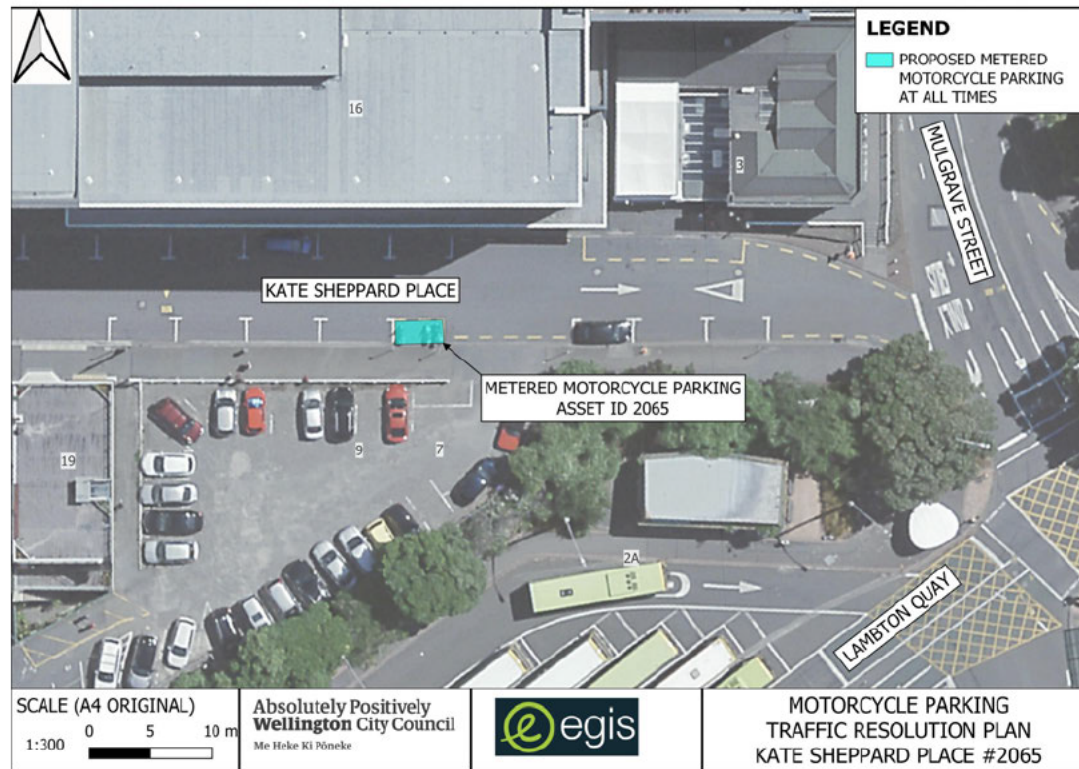 LEGEND
PROPOSED METERED
MOTORCYCLE PARKING
AT ALL TIMES
16
3
MULGRAVE STREET
KATE SHEPPARD PLACE
METERED MOTORCYCLE PARKING
ASSET ID 2065
19
9
7
2A
LAMBTON QUAY
SCALE (A4 ORIGINAL)
0 5 10 m
1:300
Absolutely Positively
Wellington City Council
Me Heke Ki Pōneke
e egis
MOTORCYCLE PARKING
TRAFFIC RESOLUTION PLAN
KATE SHEPPARD PLACE #2065